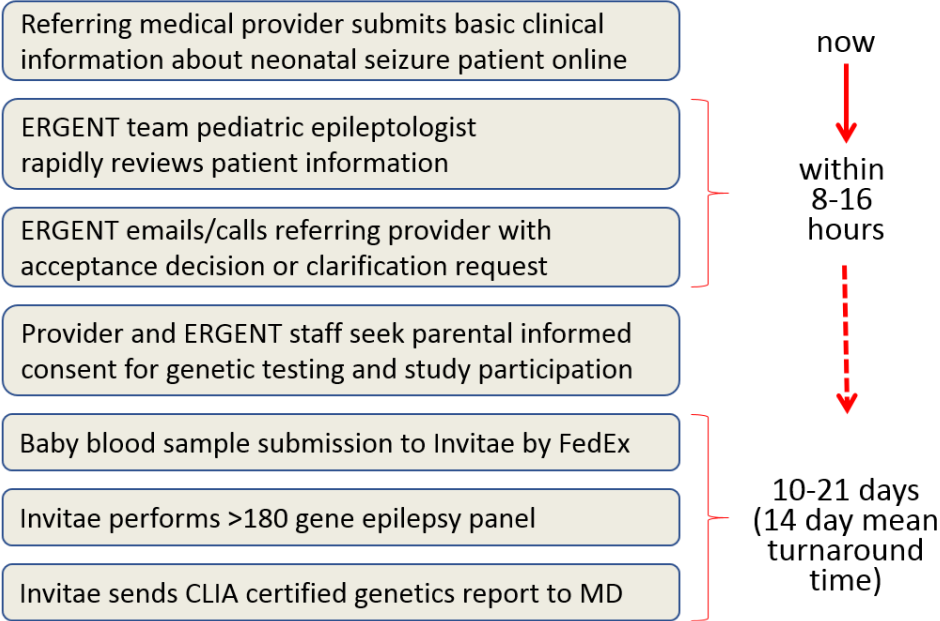 Referring medical provider submits basic clinical
information about neonatal seizure patient online
now
ERGENT team pediatric epileptologist
rapidly reviews patient information
ERGENT emails/calls referring provider with
acceptance decision or clarification request
within
8-16
hours
Provider and ERGENT staff seek parental informed
consent for genetic testing and study participation
Baby blood sample submission to Invitae by FedEx
Invitae performs >180 gene epilepsy panel
Invitae sends CLIA certified genetics report to MD
10-21 days
(14 day mean
turnaround
time)